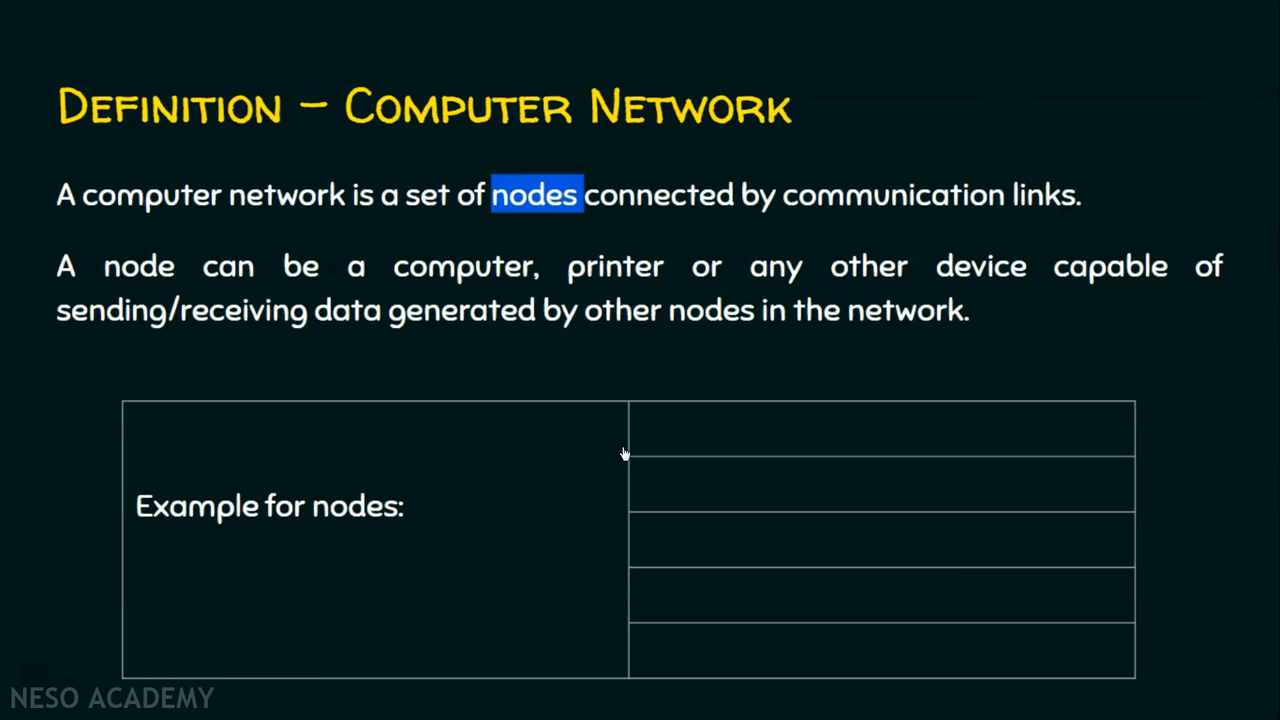 DEFINITION – COMPUTER NETWORK
A computer network is a set of nodes connected by communication links.
A node can be a computer, printer or any other device capable of
sending/receiving data generated by other nodes in the network.
Example for nodes:
NESO ACADEMY